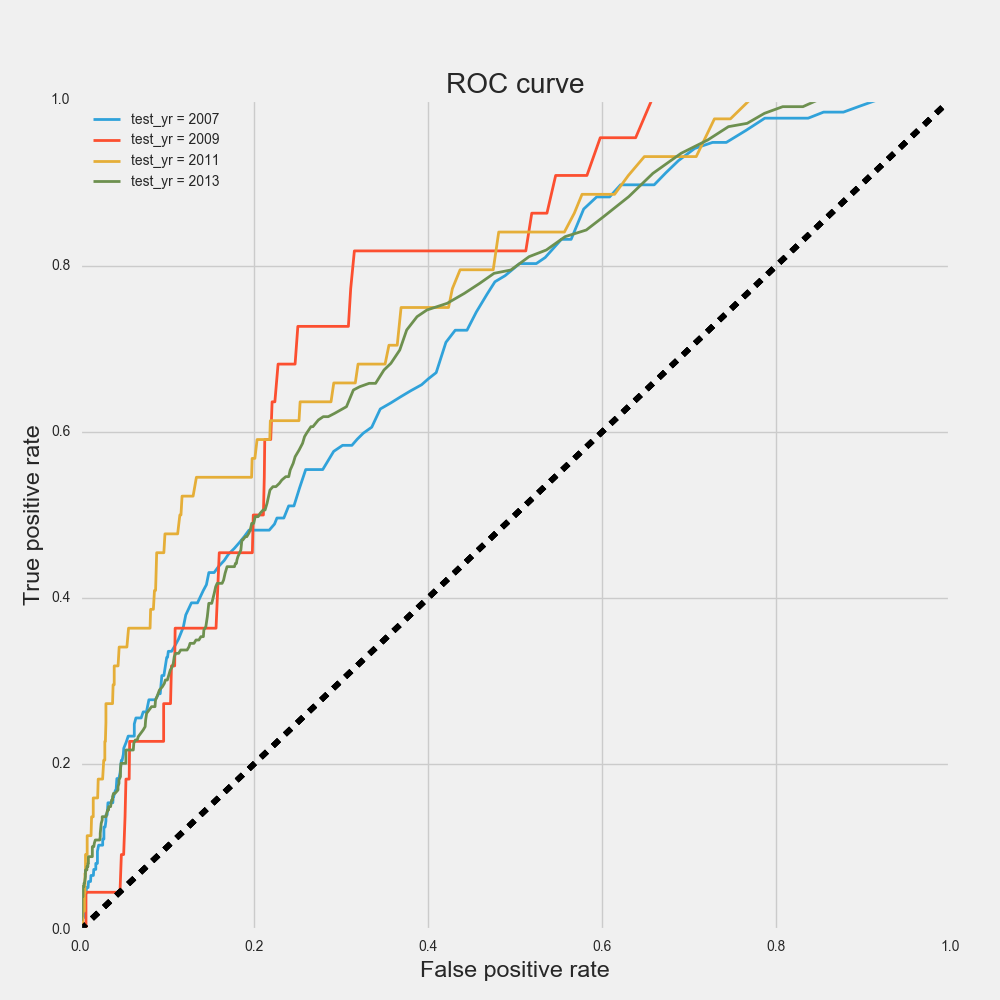 ROC curve
1.0
test_yr = 2007
test_yr = 2009
test_yr = 2011
test_yr = 2013
0.8
0.6
True positive rate
0.4
0.2
0.0
0.0 0.2 0.4 0.6 0.8 1.0
False positive rate